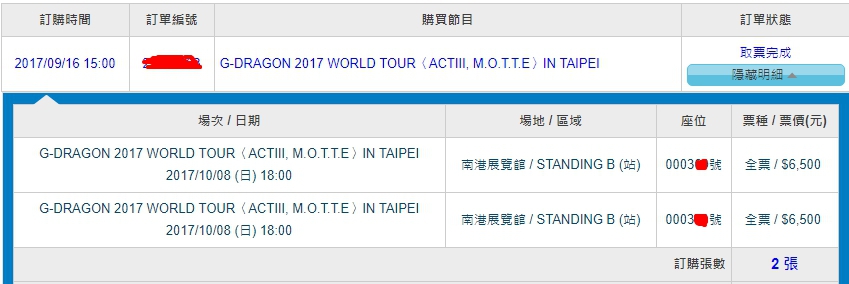 訂購時間 訂單編號 購買節目 訂單狀態
2017/09/16 15:00 G-DRAGON 2017 WORLD TOUR〈ACTIII, M.O.T.T.E〉IN TAIPEI 取票完成
隱藏明細
場次 / 日期 場地 / 區域 座位 票種 / 票價(元)
G-DRAGON 2017 WORLD TOUR〈ACTIII, M.O.T.T.E〉IN TAIPEI
2017/10/08 (日) 18:00 南港展覽館 / STANDING B (站) 0003 號 全票 / $6,500
G-DRAGON 2017 WORLD TOUR〈ACTIII, M.O.T.T.E〉IN TAIPEI
2017/10/08 (日) 18:00 南港展覽館 / STANDING B (站) 0003 號 全票 / $6,500
訂購張數 2 張